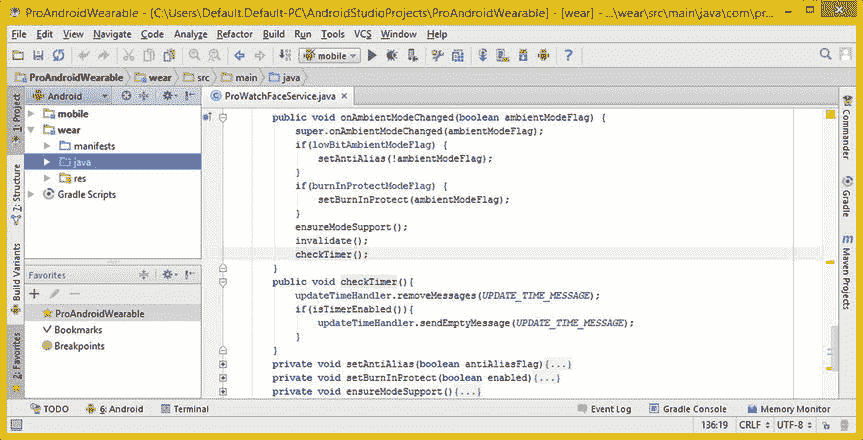 ProAndroidWearable - [C:\Users\Default.Default-PC\AndroidStudioProjects\ProAndroidWearable] - [wear] - ...\wear\src\main\java\com\pr...
File Edit View Navigate Code Analyze Refactor Build Run Tools VCS Window Help
mobile
ProAndroidWearable wear src main java
1: Project
Android
ProWatchFaceService.java
Commander
mobile
wear
manifests
java
res
Gradle Scripts
7: Structure
Build Variants
2: Favorites
Favorites
ProAndroidWearable
Bookmarks
Breakpoints
public void onAmbientModeChanged(boolean ambientModeFlag) {
super.onAmbientModeChanged(ambientModeFlag);
if(lowBitAmbientModeFlag) {
setAntiAlias(!ambientModeFlag);
}
if(burnInProtectModeFlag) {
setBurnInProtect(ambientModeFlag);
}
ensureModeSupport();
invalidate();
checkTimer();
}
public void checkTimer(){
updateTimeHandler.removeMessages(UPDATE_TIME_MESSAGE);
if(isTimerEnabled()){
updateTimeHandler.sendEmptyMessage(UPDATE_TIME_MESSAGE);
}
}
private void setAntiAlias(boolean antiAliasFlag){...}
private void setBurnInProtect(boolean enabled){...}
private void ensureModeSupport(){...}
Gradle
m
Maven Projects
TODO 6: Android Terminal Event Log Gradle Console Memory Monitor
136:19 CRLF UTF-8